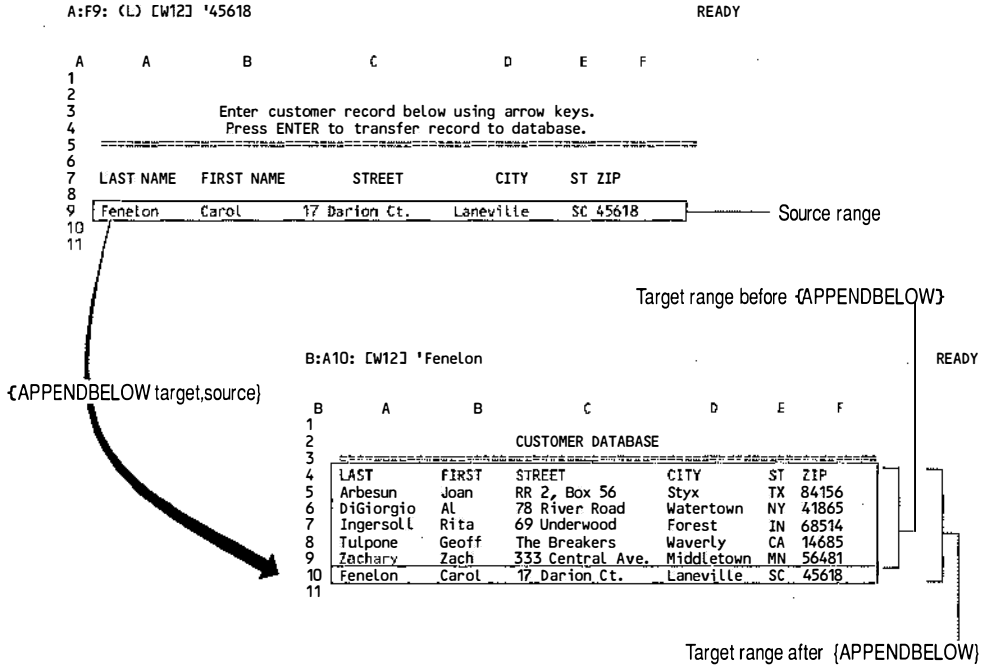 A:F9: (L) [W12] '45618 READY
A A B C D E F
1
2
3 Enter customer record below using arrow keys.
4 Press ENTER to transfer record to database.
5
6
7 LAST NAME FIRST NAME STREET CITY ST ZIP
8
9 Fenelon Carol 17 Darion Ct. Laneville SC 45618
10
11
Source range
Target range before {APPENDBELOW}
B:A10: [W12] 'Fenelon READY
{APPENDBELOW target,source}
B A B C D E F
1
2 CUSTOMER DATABASE
3
4 LAST FIRST STREET CITY ST ZIP
5 Arbesun Joan RR 2, Box 56 Styx TX 84156
6 DiGiorgio Al 78 River Road Watertown NY 41865
7 Ingersoll Rita 69 Underwood Forest IN 68514
8 Tulpone Geoff The Breakers Waverly CA 14685
9 Zachary Zach 333 Central Ave. Middletown MN 56481
10 Fenelon Carol 17 Darion Ct. Laneville SC 45618
11
Target range after {APPENDBELOW}